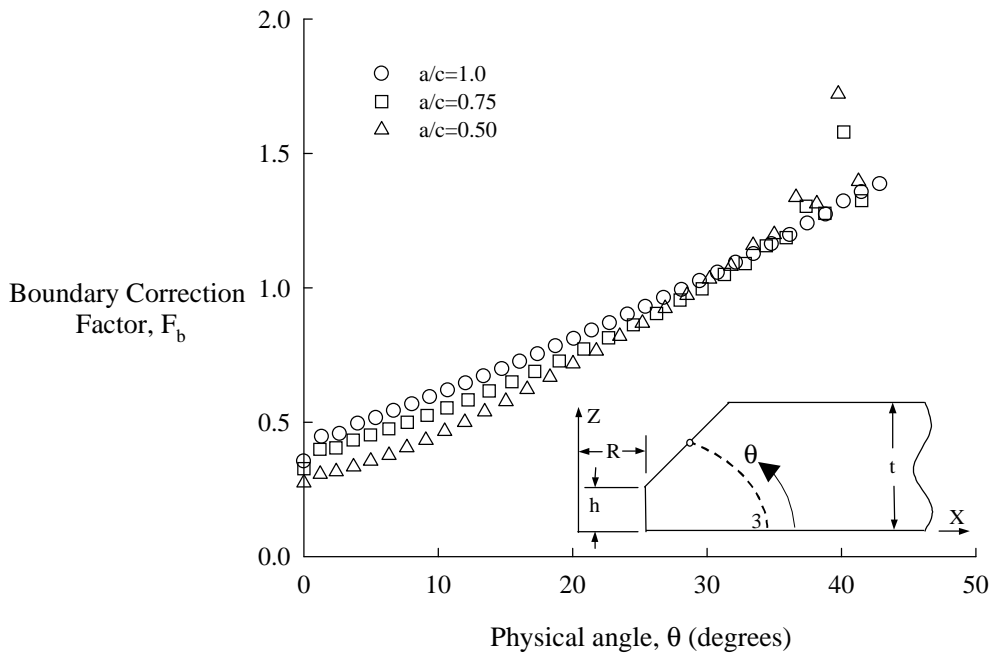 2.0
1.5
1.0
0.5
0.0
Boundary Correction
Factor, F_b
a/c=1.0
a/c=0.75
a/c=0.50
Z
R
h
θ
t
3
X
0
10
20
30
40
50
Physical angle, θ (degrees)